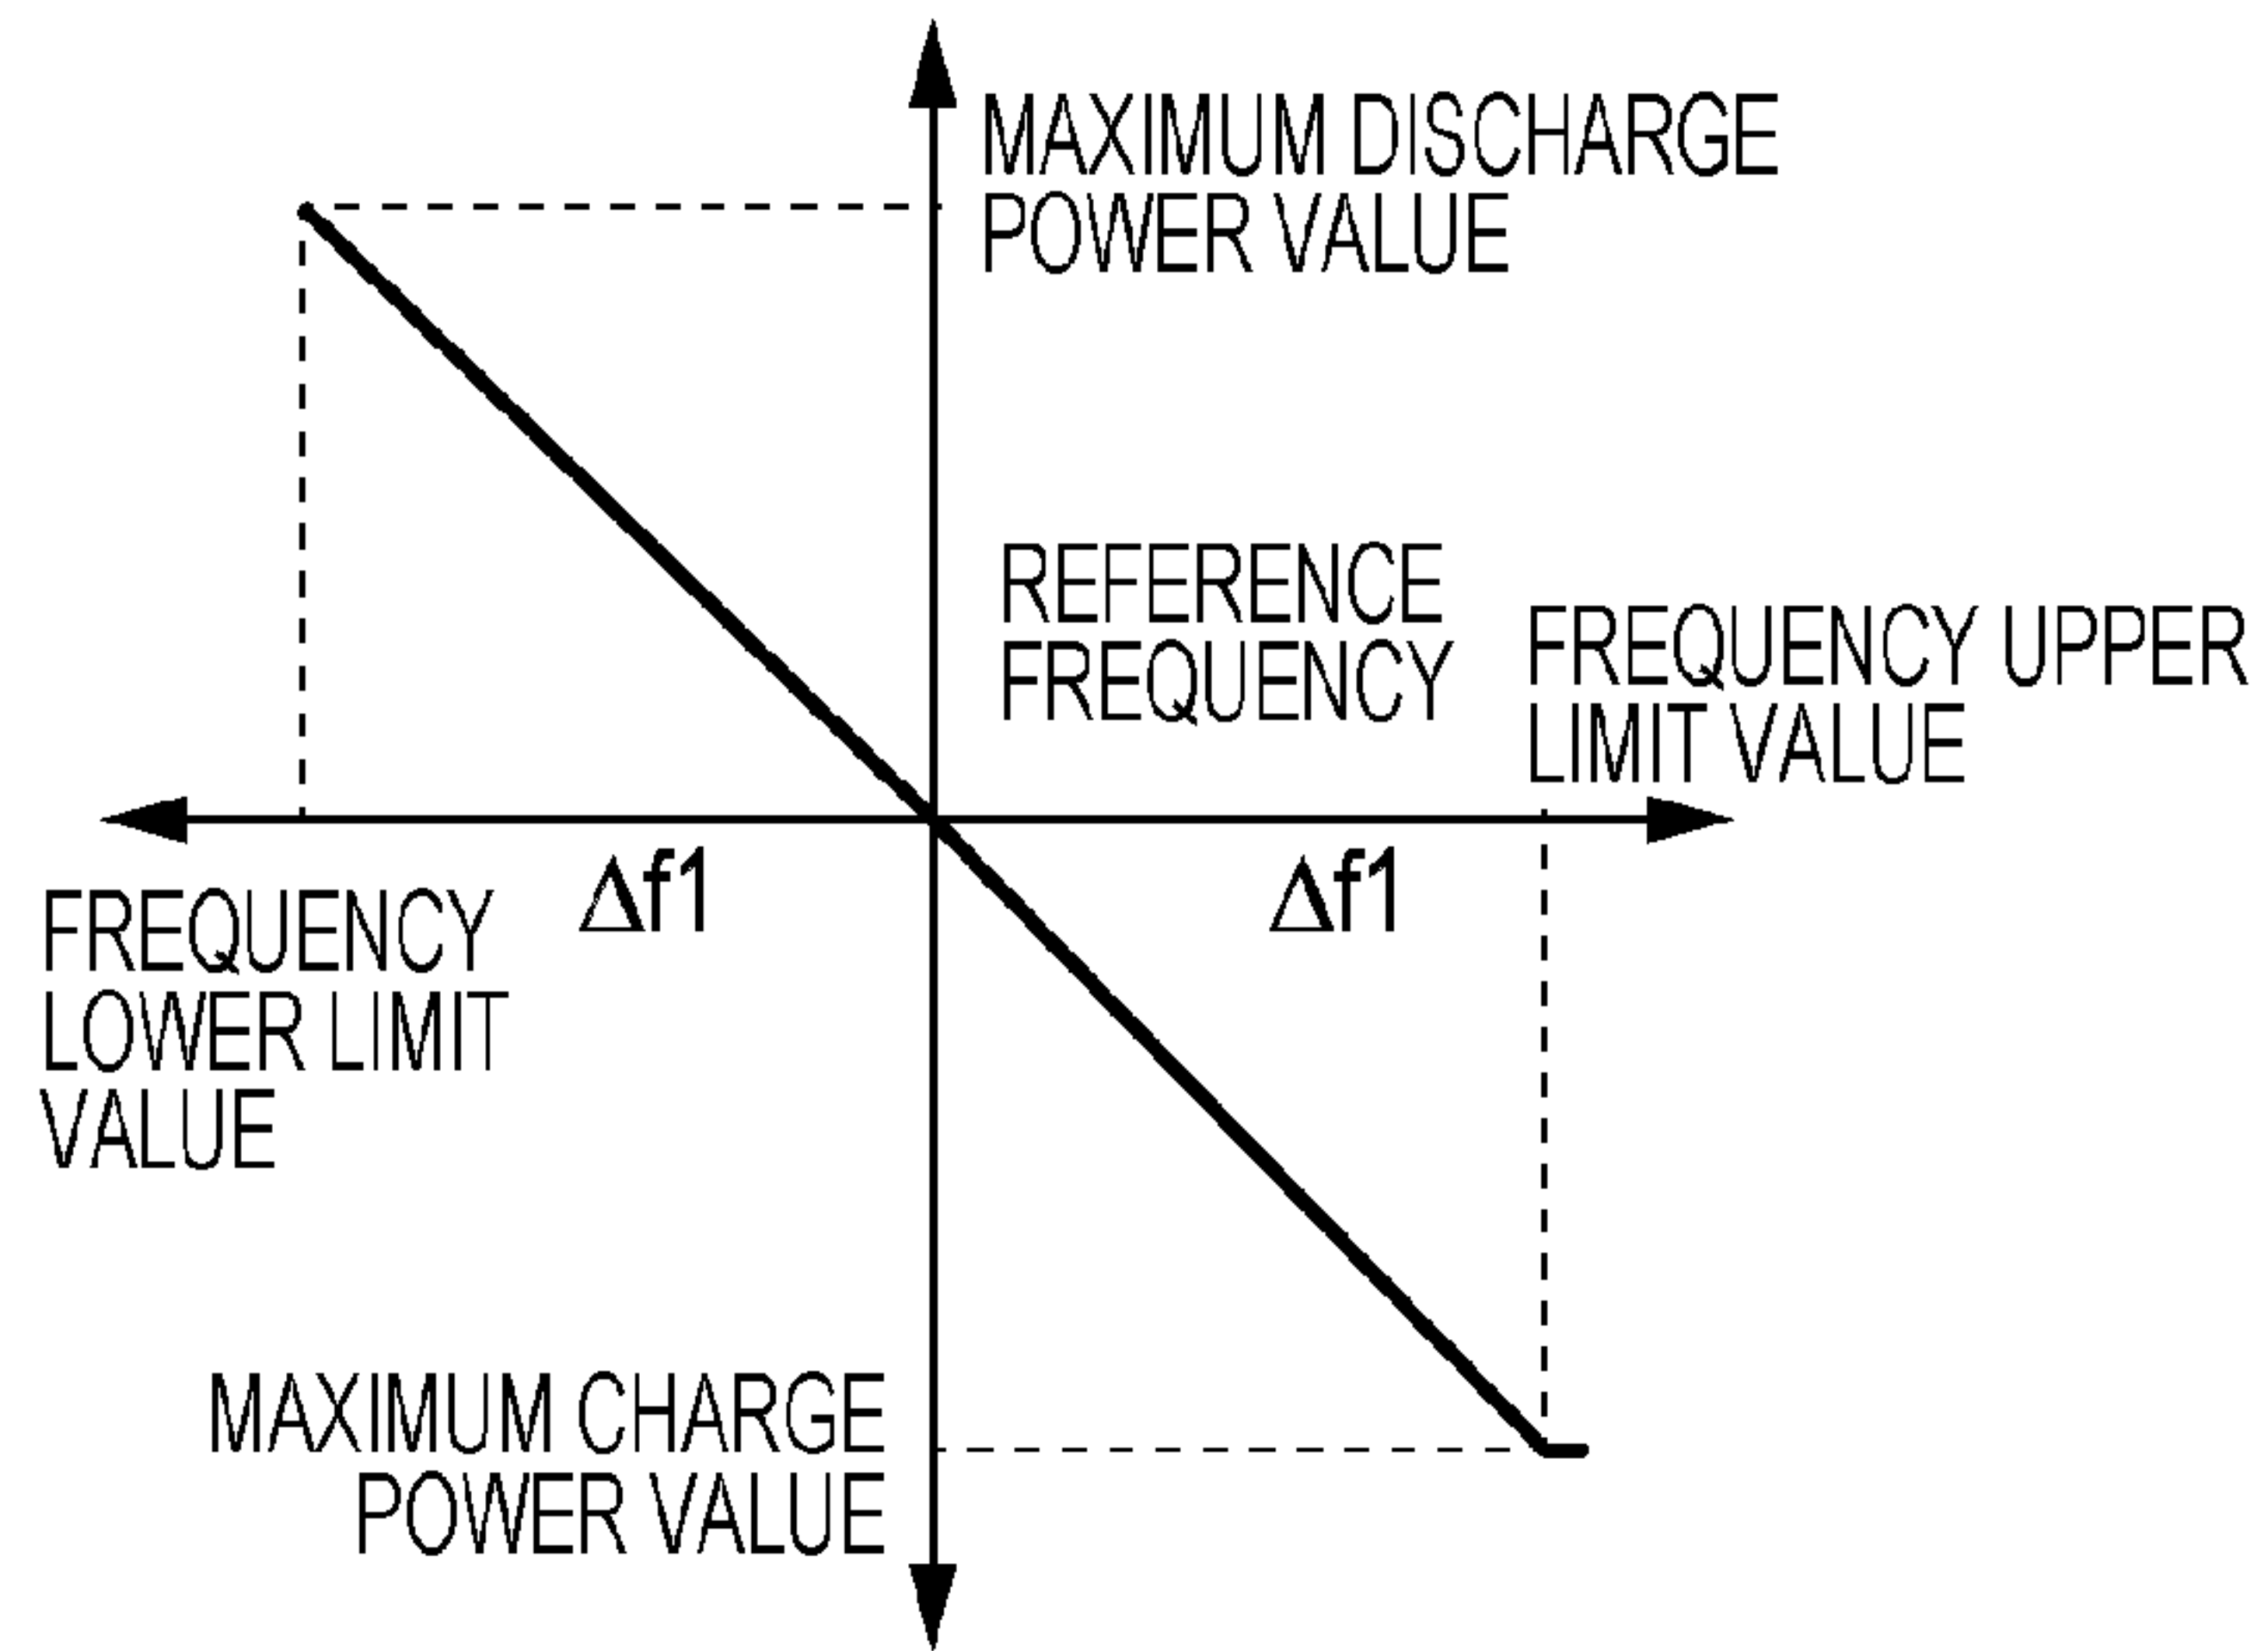 MAXIMUM DISCHARGE
POWER VALUE
REFERENCE
FREQUENCY
FREQUENCY UPPER
LIMIT VALUE
Δf1
Δf1
FREQUENCY
LOWER LIMIT
VALUE
MAXIMUM CHARGE
POWER VALUE